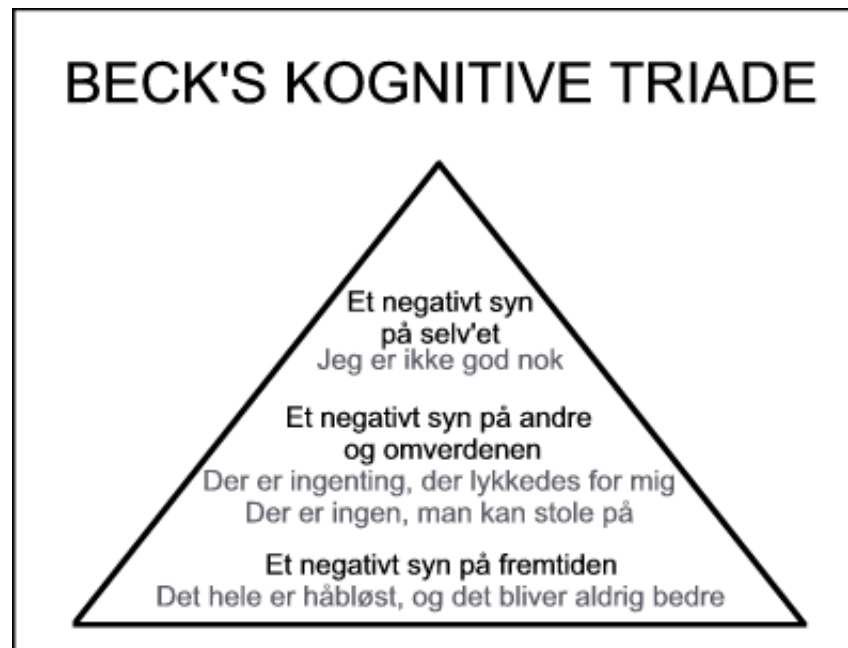 BECK'S KOGNITIVE TRIADE
Et negativt syn
på selv'et
Jeg er ikke god nok
Et negativt syn på andre
og omverdenen
Der er ingenting, der lykkedes for mig
Der er ingen, man kan stole på
Et negativt syn på fremtiden
Det hele er håbløst, og det bliver aldrig bedre